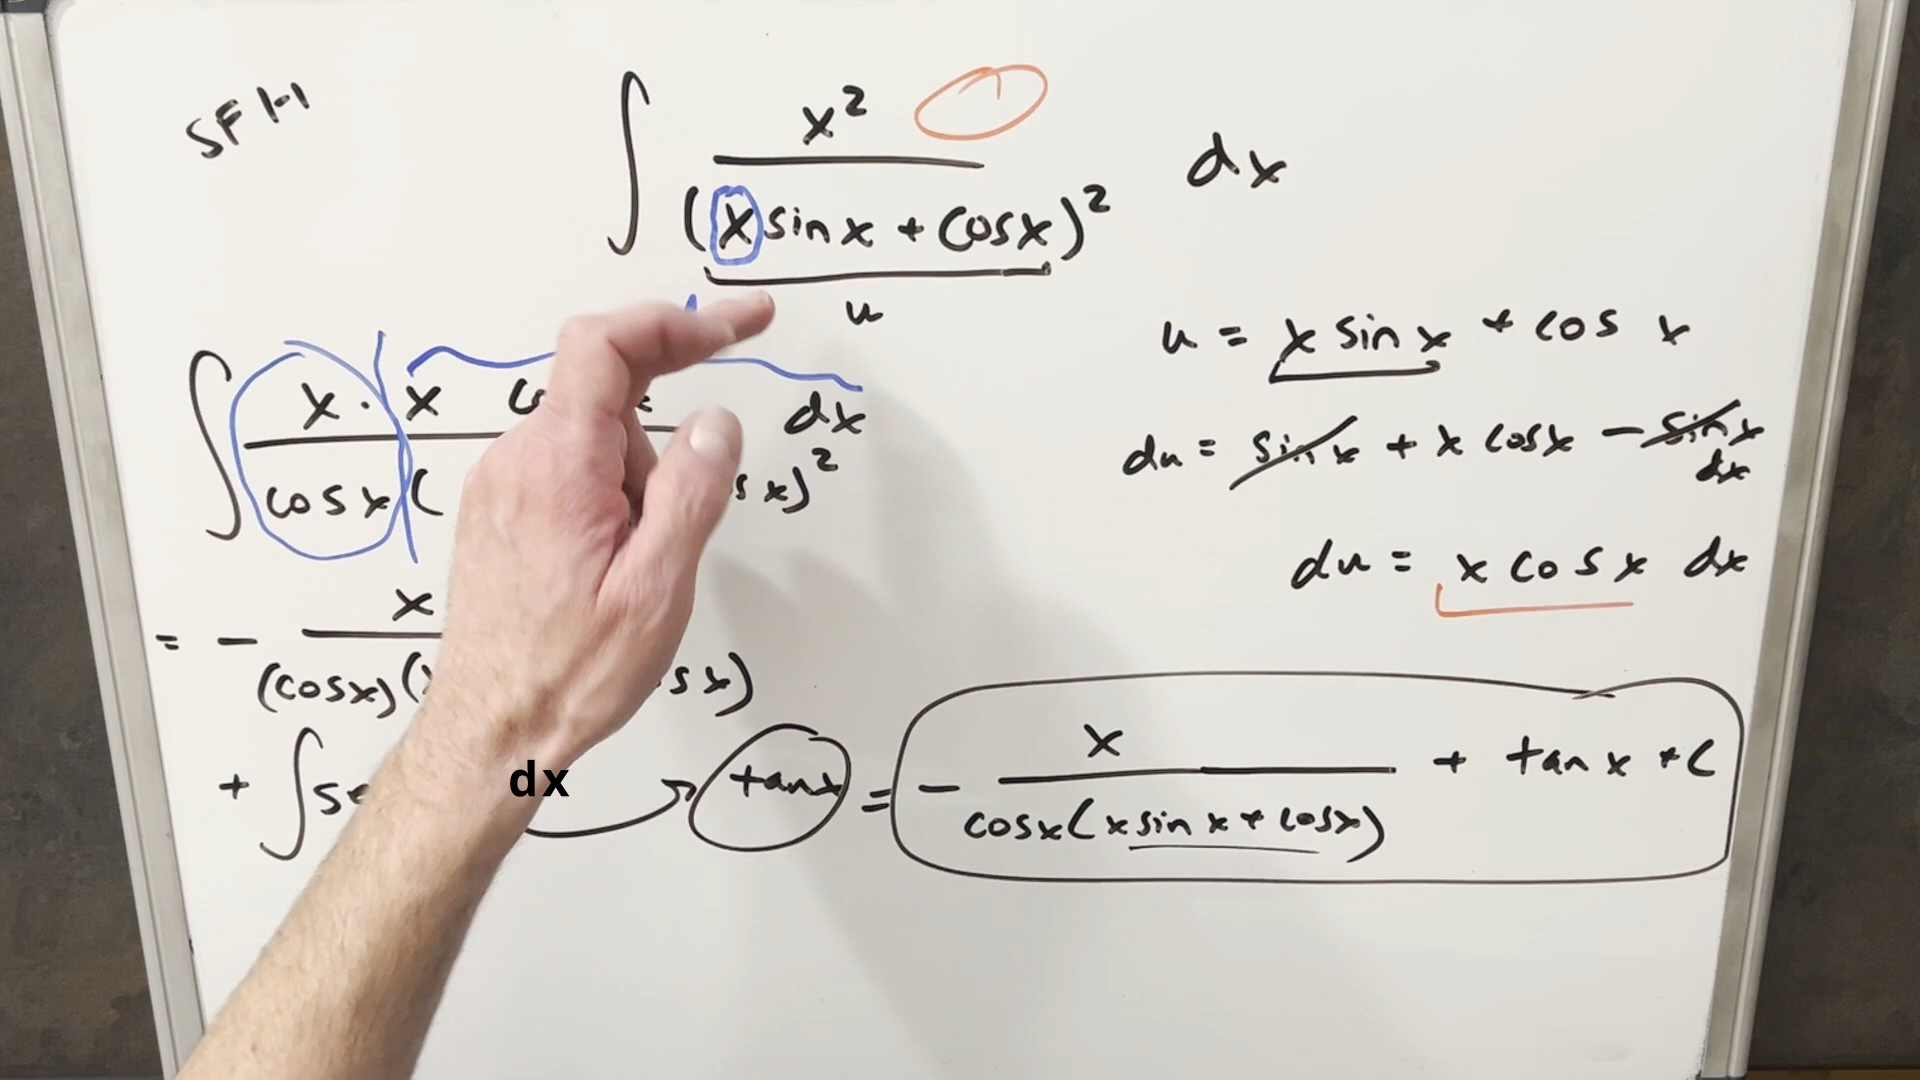 SF 1-1
∫ x² / (x sin x + cos x)² dx
u
u = x sin x + cos x
∫ x · x dx
cos x ( s x)²
du = sin x + x cos x − sin x dx
du = x cos x dx
= − x
(cos x)( s x)
+ ∫ dx tan x = − x / cos x (x sin x + cos x) + tan x + C